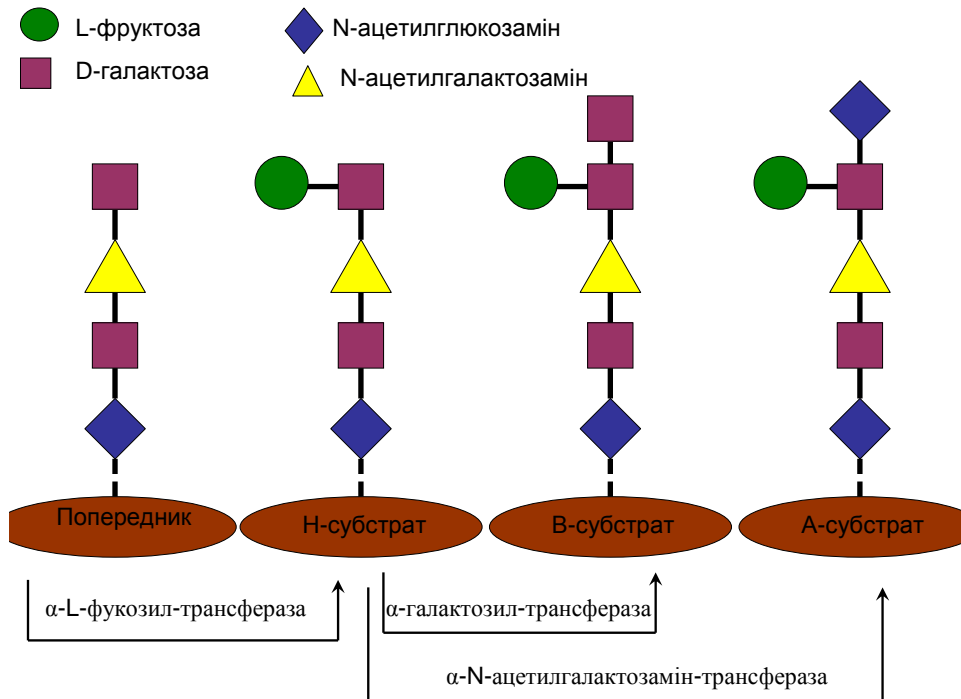 L-фруктоза
N-ацетилглюкозамін
D-галактоза
N-ацетилгалактозамін
Попередник
Н-субстрат
В-субстрат
А-субстрат
α-L-фукозил-трансфераза
α-галактозил-трансфераза
α-N-ацетилгалактозамін-трансфераза